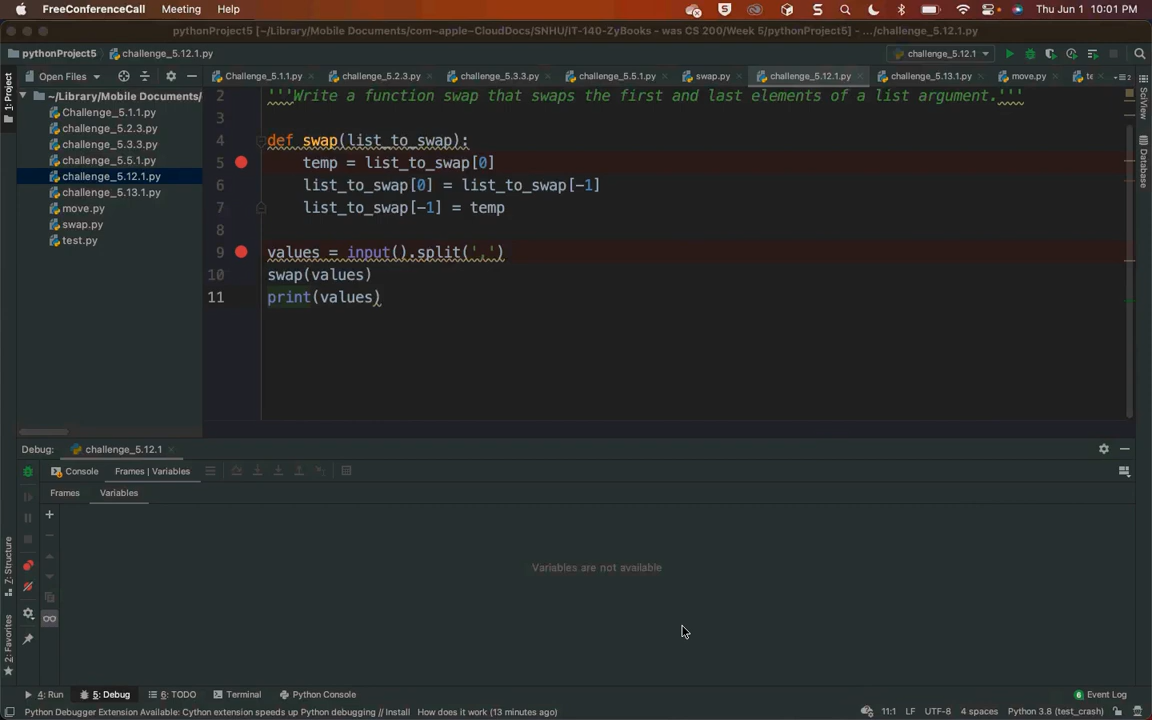 FreeConferenceCall Meeting Help Thu Jun 1 10:01 PM
pythonProject5 [~/Library/Mobile Documents/com~apple~CloudDocs/SNHU/IT-140-ZyBooks - was CS 200/Week 5/pythonProject5] - .../challenge_5.12.1.py
pythonProject5 challenge_5.12.1.py challenge_5.12.1
1: Project
Open Files
Challenge_5.1.1.py challenge_5.2.3.py challenge_5.3.3.py challenge_5.5.1.py swap.py challenge_5.12.1.py challenge_5.13.1.py move.py te
~/Library/Mobile Documents/
Challenge_5.1.1.py
challenge_5.2.3.py
challenge_5.3.3.py
challenge_5.5.1.py
challenge_5.12.1.py
challenge_5.13.1.py
move.py
swap.py
test.py
2 '''Write a function swap that swaps the first and last elements of a list argument.'''
3
4 def swap(list_to_swap):
5 temp = list_to_swap[0]
6 list_to_swap[0] = list_to_swap[-1]
7 list_to_swap[-1] = temp
8
9 values = input().split(',')
10 swap(values)
11 print(values)
SciView
Database
Debug: challenge_5.12.1
Console Frames | Variables
Frames Variables
Variables are not available
7: Structure
2: Favorites
4: Run 5: Debug 6: TODO Terminal Python Console Event Log
Python Debugger Extension Available: Cython extension speeds up Python debugging // Install How does it work (13 minutes ago) 11:1 LF UTF-8 4 spaces Python 3.8 (test_crash)